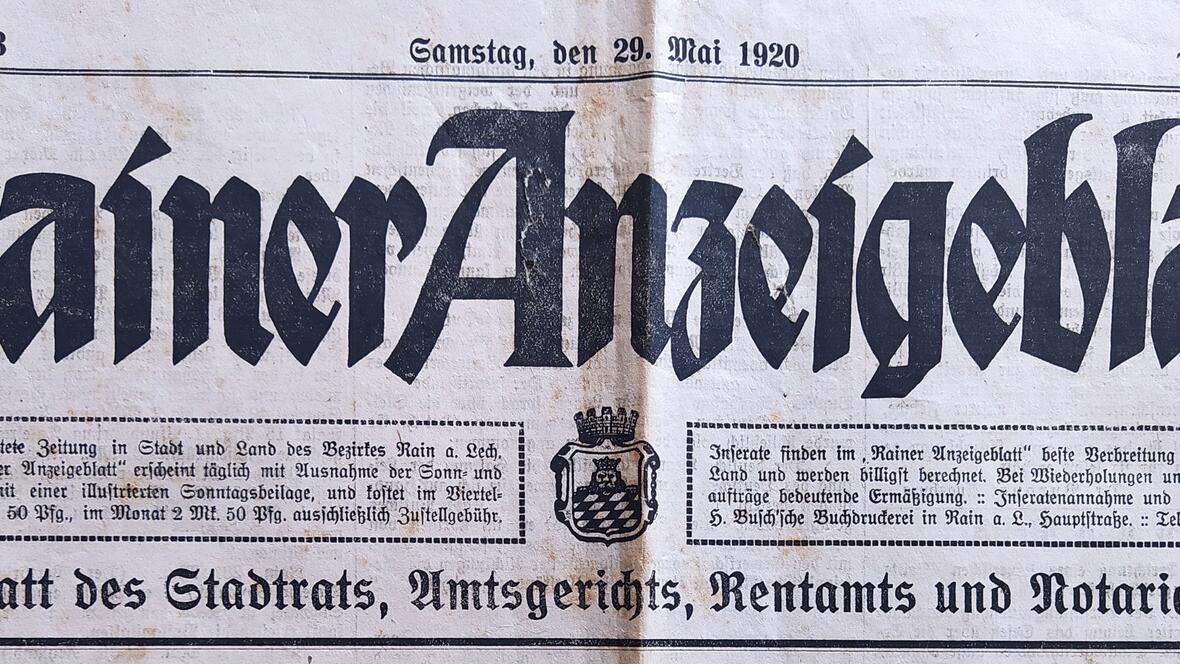 3 Samstag, den 29. Mai 1920
ainer Anzeigebla
tete Zeitung in Stadt und Land des Bezirkes Rain a. Lech.
er Anzeigeblatt“ erscheint täglich mit Ausnahme der Sonn- und
mit einer illustrierten Sonntagsbeilage, und kostet im Viertel-
50 Pfg., im Monat 2 Mk. 50 Pfg. ausschließlich Zustellgebühr.
Inserate finden im „Rainer Anzeigeblatt“ beste Verbreitung
Land und werden billigst berechnet. Bei Wiederholungen un
aufträge bedeutende Ermäßigung. :: Inseratenannahme und
H. Busch'sche Buchdruckerei in Rain a. L., Hauptstraße. :: Tel
att des Stadtrats, Amtsgerichts, Rentamts und Notaria